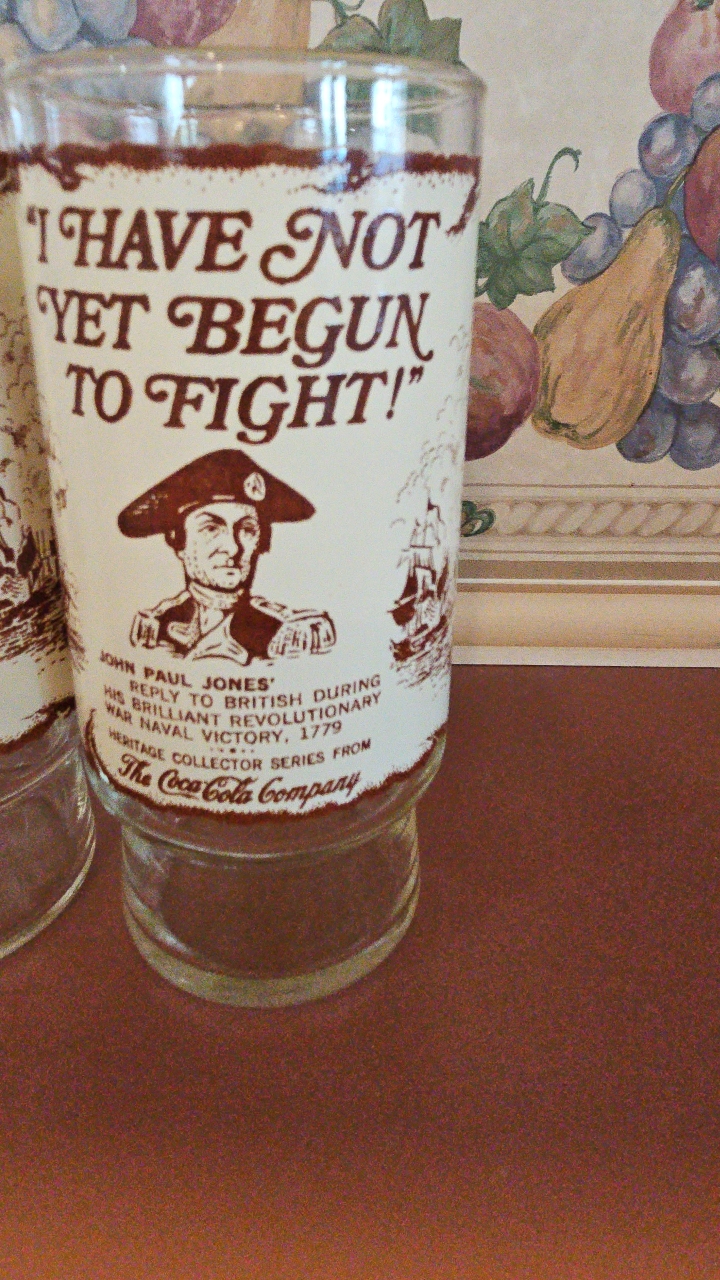 "I HAVE NOT
YET BEGUN
TO FIGHT!"
JOHN PAUL JONES'
REPLY TO BRITISH DURING
HIS BRILLIANT REVOLUTIONARY
WAR NAVAL VICTORY, 1779
HERITAGE COLLECTOR SERIES FROM
The Coca-Cola Company